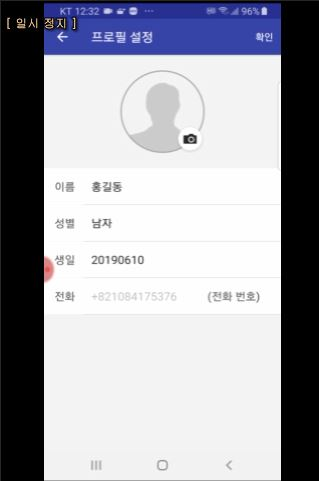 KT 12:32 ... 96%
[ 일시 정지 ]
프로필 설정 확인
이름 홍길동
성별 남자
생일 20190610
전화 +821084175376 (전화 번호)